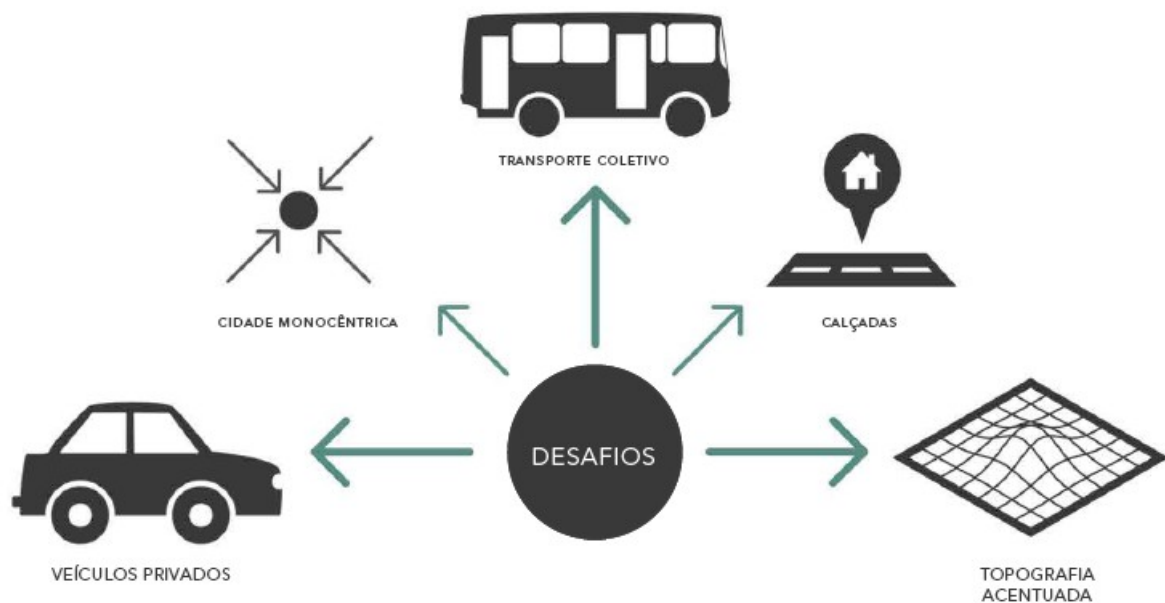 TRANSPORTE COLETIVO
CIDADE MONOCÊNTRICA
CALÇADAS
DESAFIOS
VEÍCULOS PRIVADOS
TOPOGRAFIA
ACENTUADA